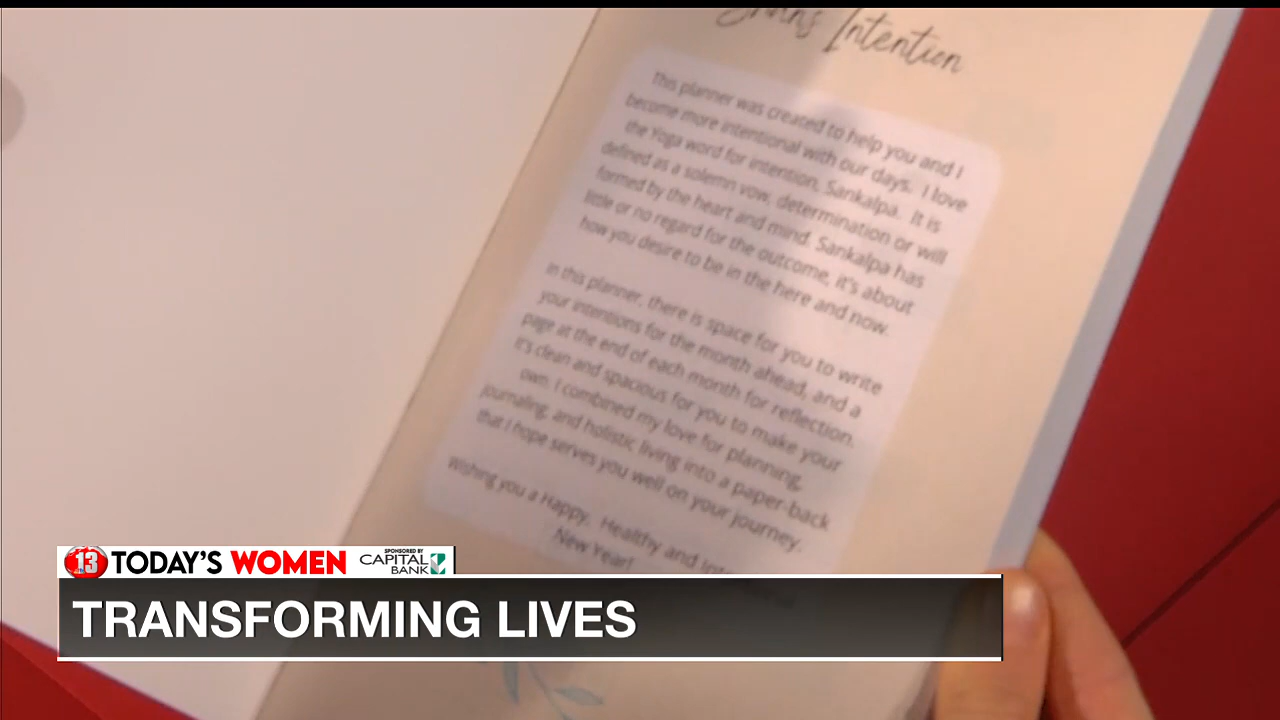 Intention
This planner was created to help you and I
become more intentional with our days. I love
the Yoga word for intention, Sankalpa. It is
defined as a solemn vow, determination or will
formed by the heart and mind. Sankalpa has
little or no regard for the outcome, it's about
how you desire to be in the here and now.
In this planner, there is space for you to write
your intentions for the month ahead, and a
page at the end of each month for reflection.
It's clean and spacious for you to make your
own. I combined my love for planning,
journaling, and holistic living into a paper-back
that I hope serves you well on your journey.
Wishing you a Happy, Healthy and
New Year!
13 TODAY'S WOMEN
SPONSORED BY
CAPITAL
BANK
TRANSFORMING LIVES